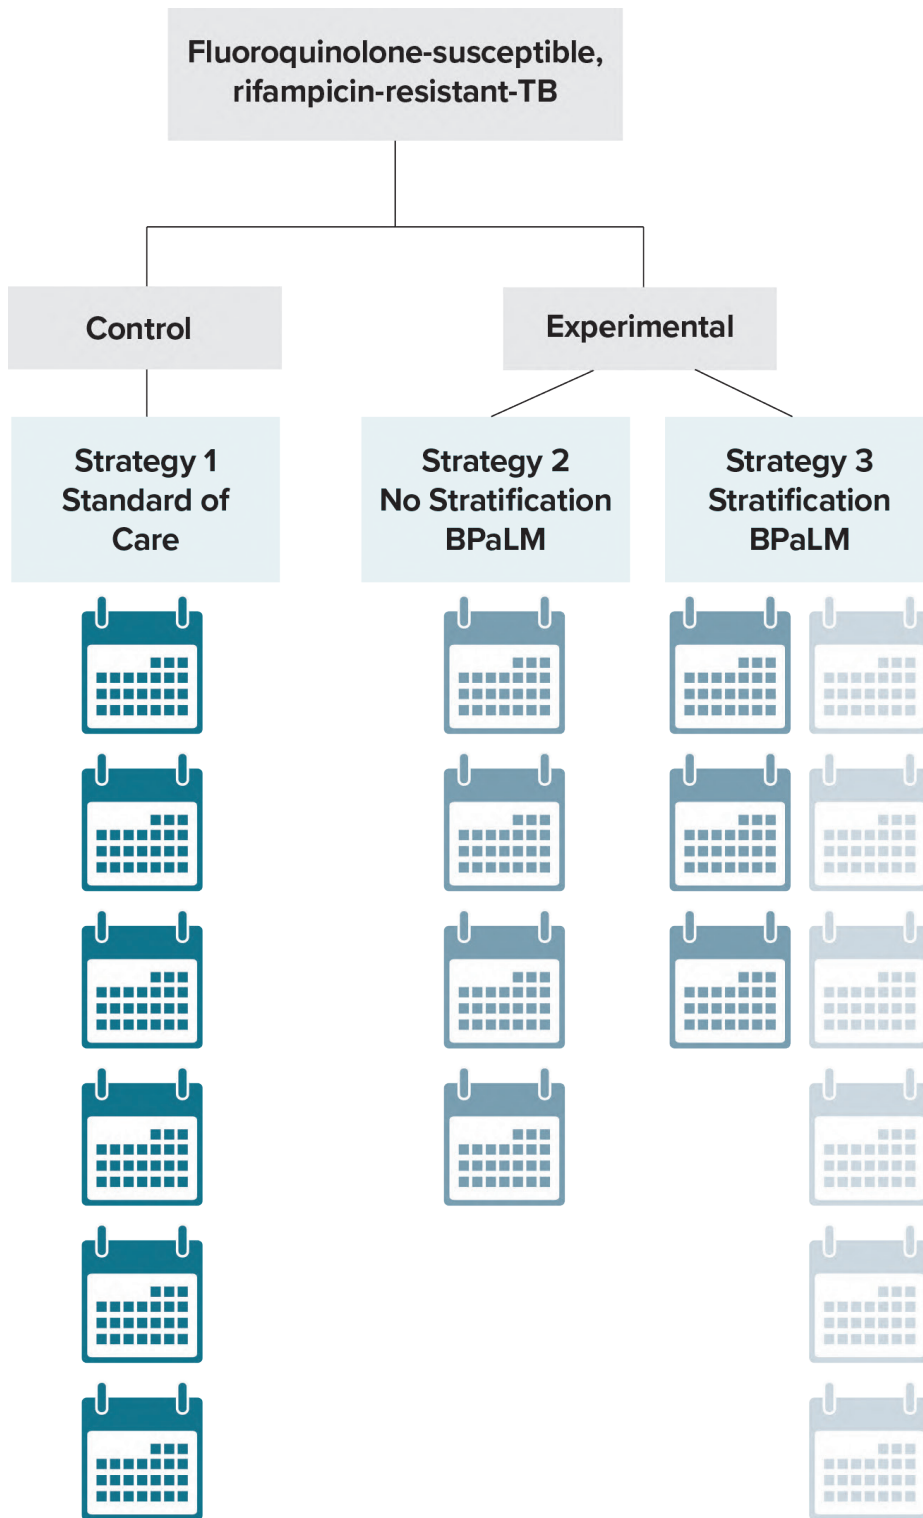 Fluoroquinolone-susceptible,
rifampicin-resistant-TB
Control
Experimental
Strategy 1
Standard of
Care
Strategy 2
No Stratification
BPaLM
Strategy 3
Stratification
BPaLM